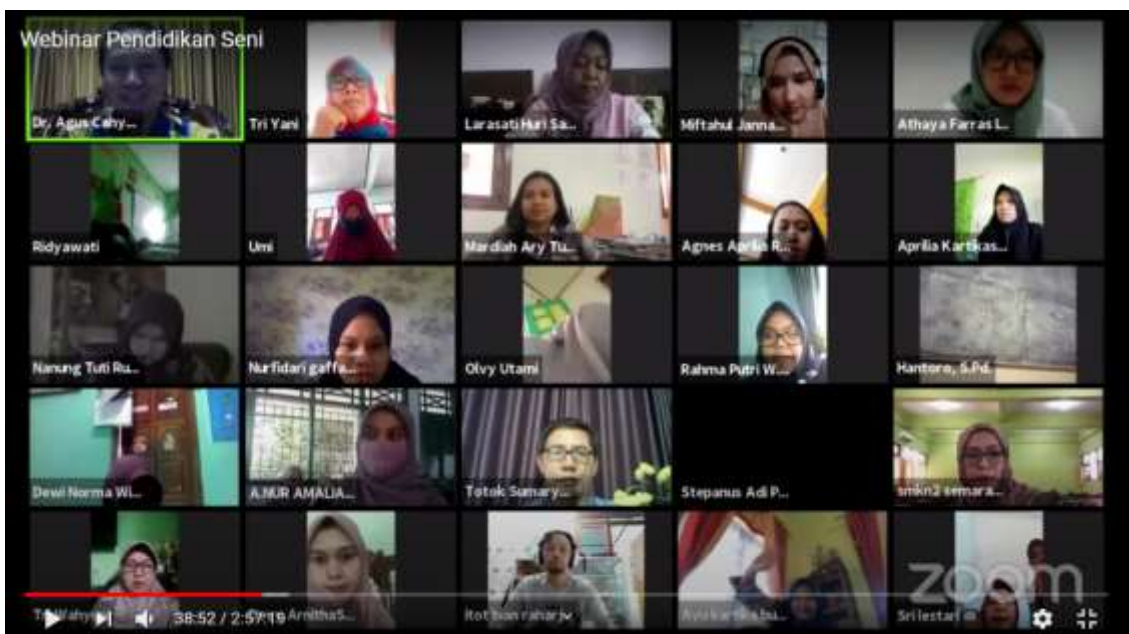 Webinar Pendidikan Seni
Dr. Agus Cahy...
Tri Yani
Larasati Huri Sa...
Miftahul Janna...
Athaya Farras L...
Ridyawati
Umi
Mardiah Ary Tu...
Agnes Aprilia R...
Aprilia Kartikas...
Nanung Tuti Ru...
Nurfidari gaffa...
Olvy Utami
Rahma Putri W...
Hantoro, S.Pd.
Dewi Norma Wi...
A.NUR AMALIA...
Totok Sumary...
Stepanus Adi P...
smkn2 semara...
zoom
38:52 / 2:57:19
Sri lestari